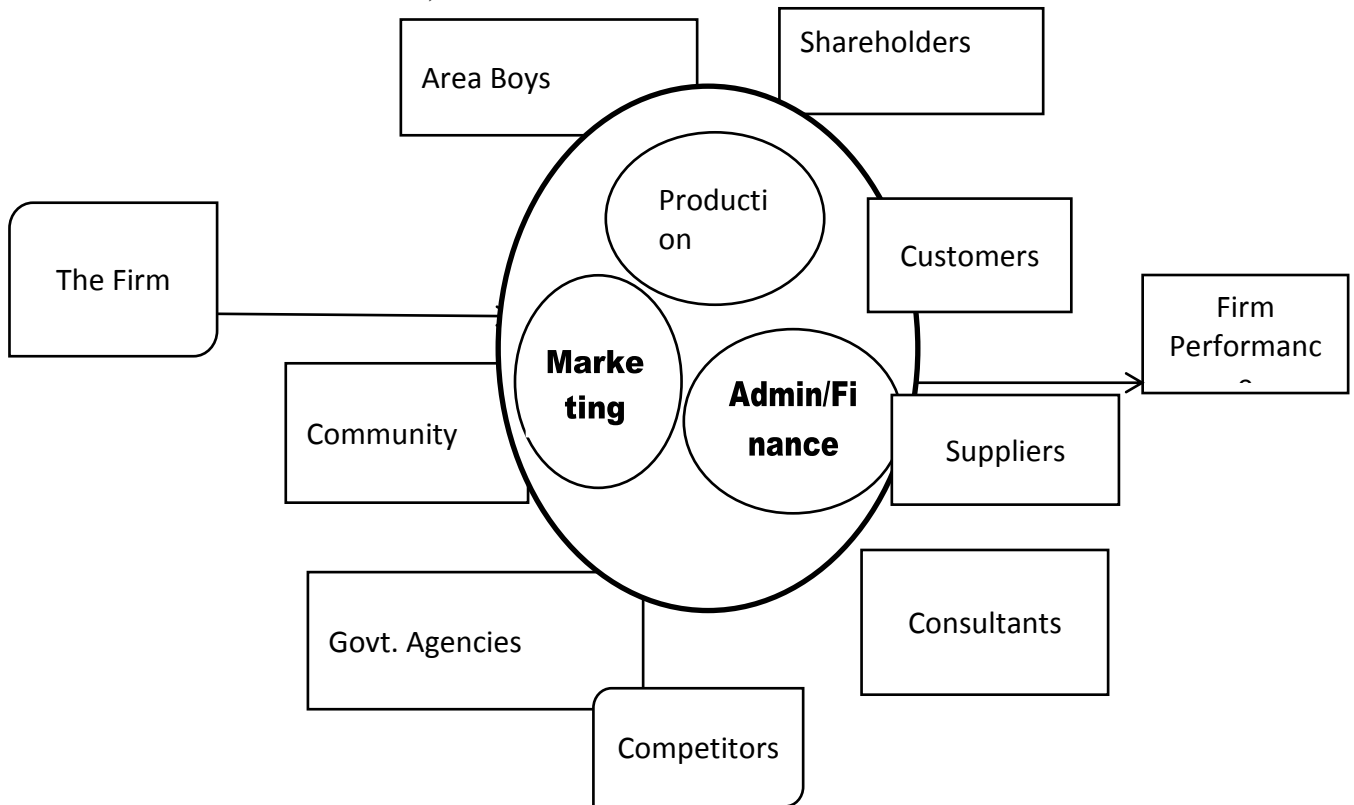 Shareholders
Area Boys
Producti
on
Customers
The Firm
Firm
Performanc
Marke
ting
Admin/Fi
nance
Community
Suppliers
Consultants
Govt. Agencies
Competitors